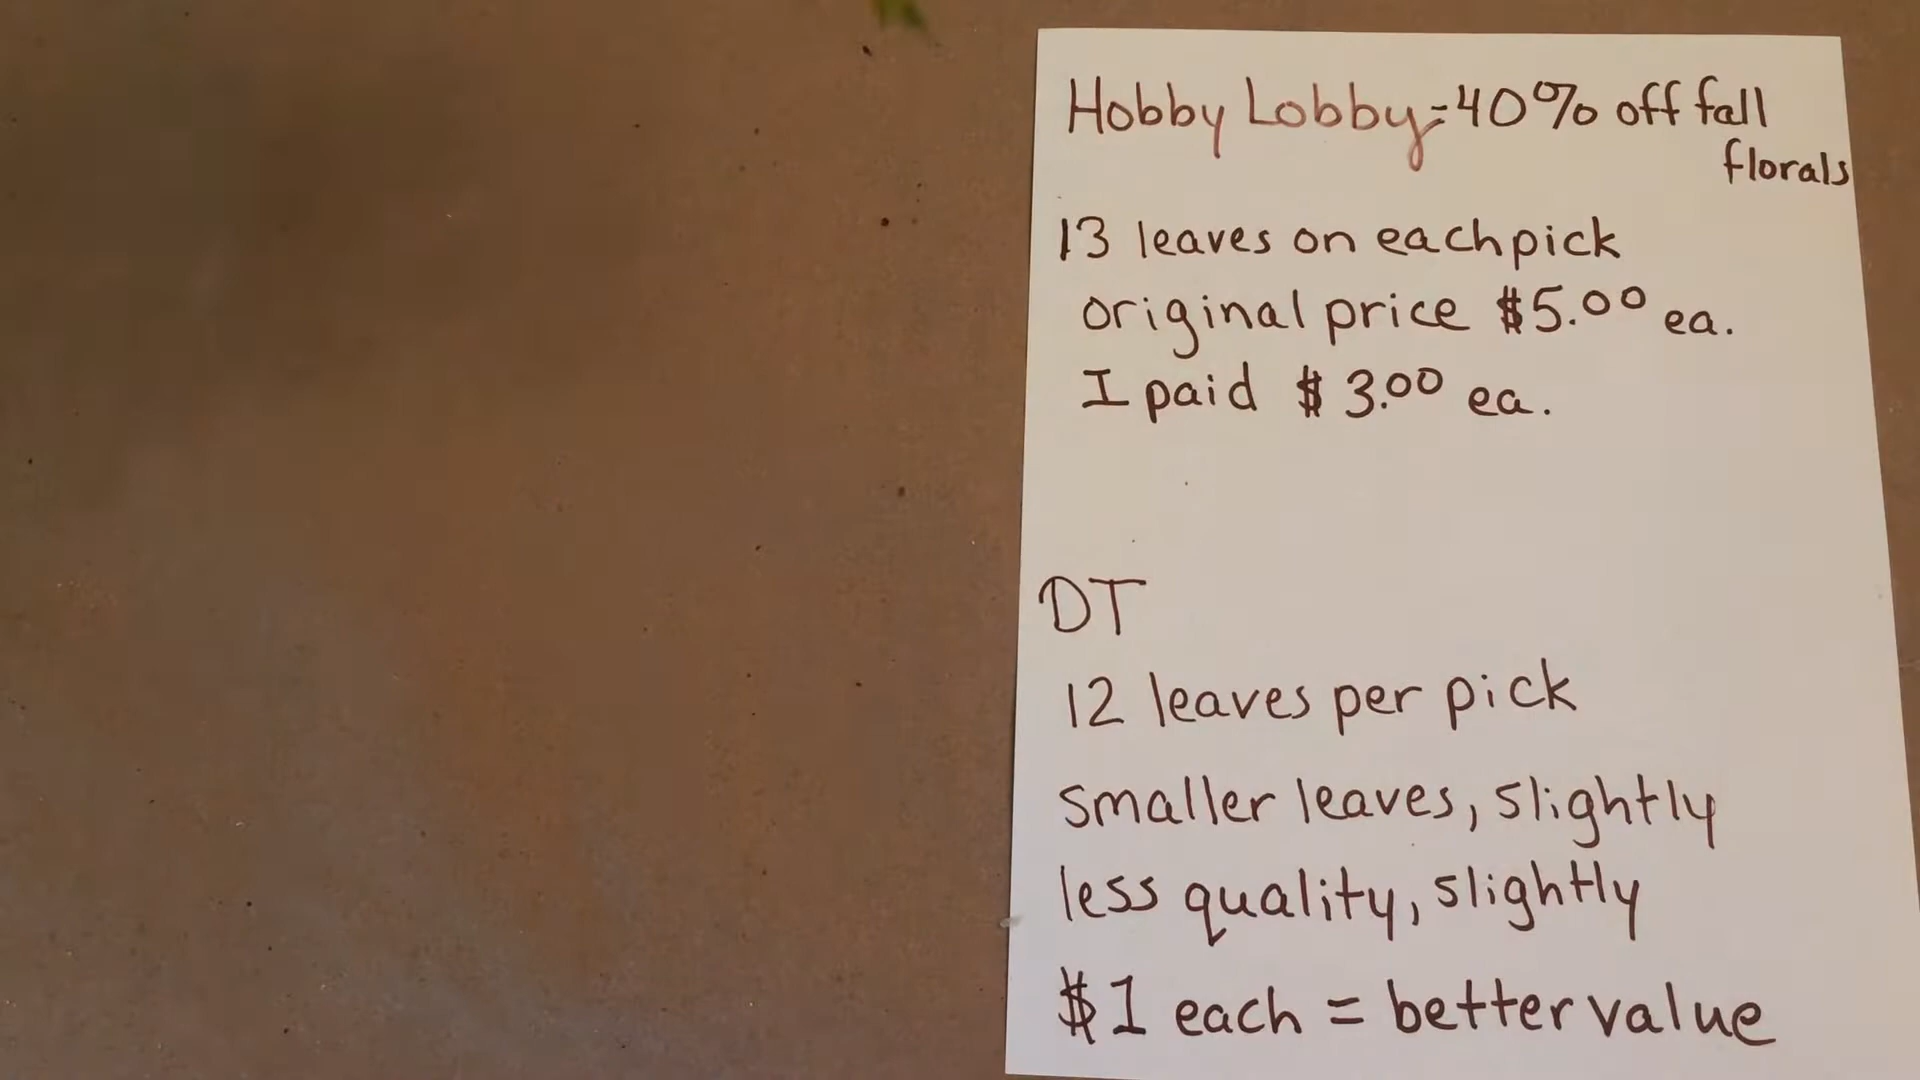 Hobby Lobby=40% off fall
florals
13 leaves on each pick
original price $5.00 ea.
I paid $3.00 ea.
DT
12 leaves per pick
smaller leaves, slightly
less quality, slightly
$1 each = better value